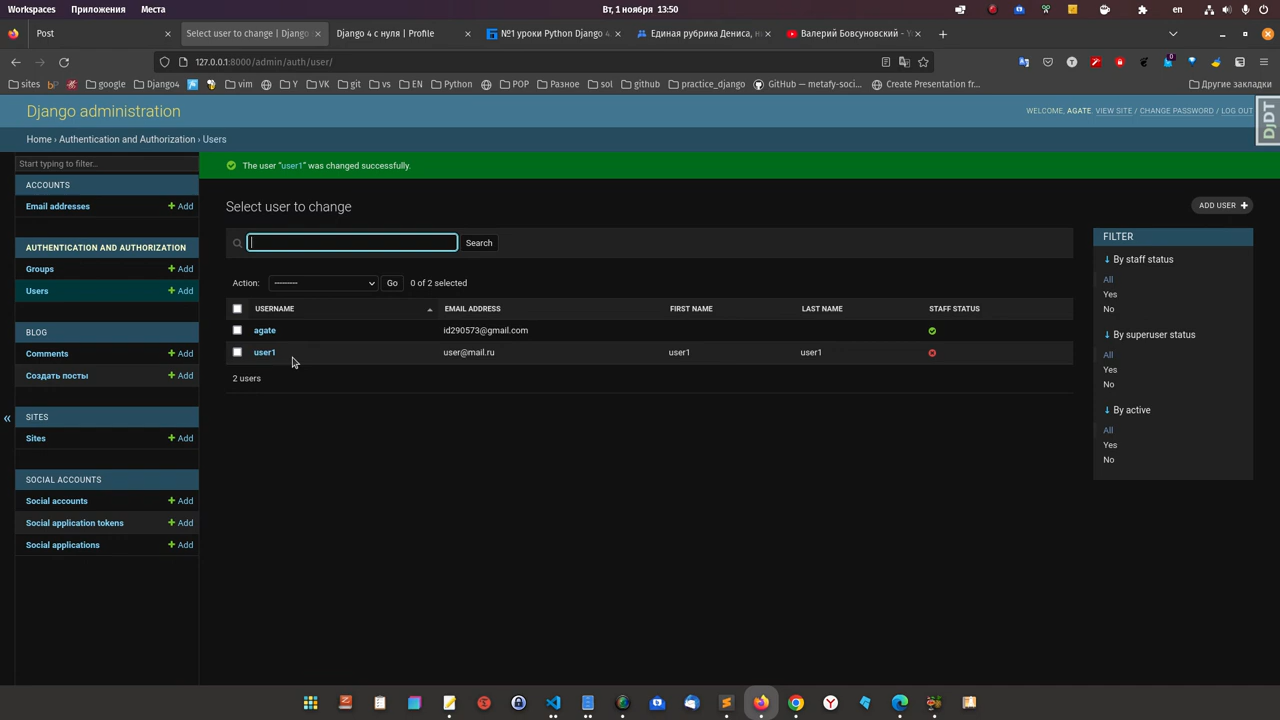 Workspaces Приложения Места
Вт, 1 ноября 13:50
en
Post
Select user to change | Django
Django 4 с нуля | Profile
№1 уроки Python Django 4.
Единая рубрика Дениса, н
Валерий Бовсуновский - Y
127.0.0.1:8000/admin/auth/user/
sites
b
google
Django4
vim
Y
VK
git
vs
EN
Python
POP
Разное
sol
github
practice_django
GitHub — metafy-soci...
Create Presentation fr...
Другие закладки
Django administration
WELCOME, AGATE. VIEW SITE / CHANGE PASSWORD / LOG OUT
DjDT
Home › Authentication and Authorization › Users
Start typing to filter...
The user “user1” was changed successfully.
ACCOUNTS
Email addresses + Add
AUTHENTICATION AND AUTHORIZATION
Groups + Add
Users + Add
BLOG
Comments + Add
Создать посты + Add
SITES
Sites + Add
SOCIAL ACCOUNTS
Social accounts + Add
Social application tokens + Add
Social applications + Add
«
Select user to change
ADD USER +
Search
Action: --------- Go 0 of 2 selected
USERNAME EMAIL ADDRESS FIRST NAME LAST NAME STAFF STATUS
agate id290573@gmail.com
user1 user@mail.ru user1 user1
2 users
FILTER
↓ By staff status
All
Yes
No
↓ By superuser status
All
Yes
No
↓ By active
All
Yes
No